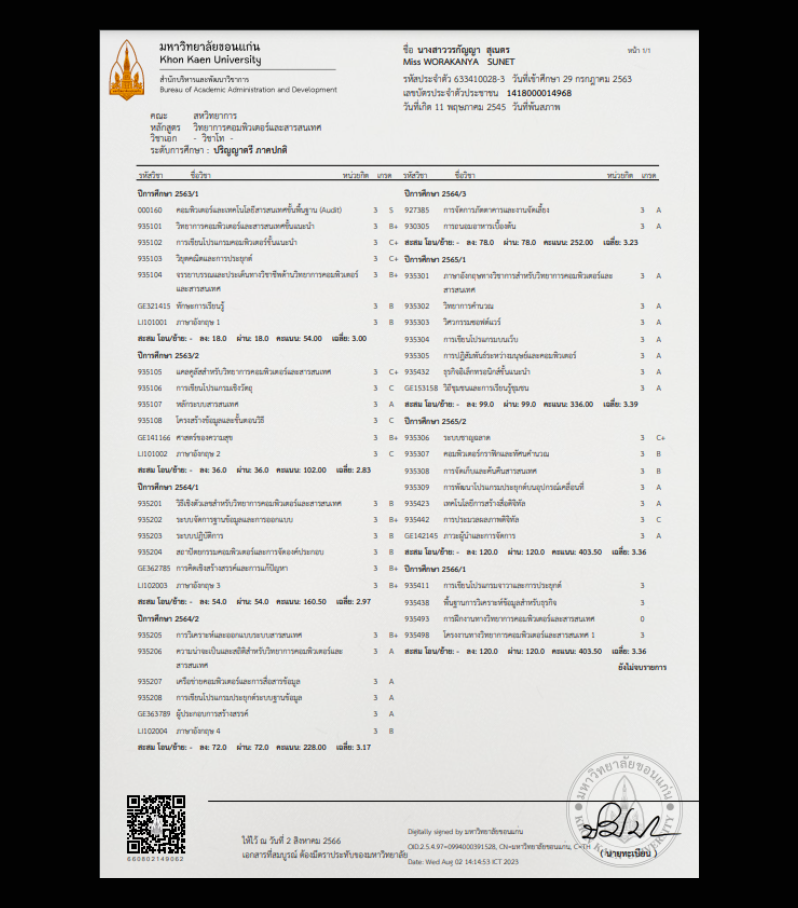 มหาวิทยาลัยขอนแก่น
Khon Kaen University
สำนักบริหารและพัฒนาวิชาการ
Bureau of Academic Administration and Development
ชื่อ นางสาววรกัญญา สุเนตร
หน้า 1/1
Miss WORAKANYA SUNET
รหัสประจำตัว 633410028-3 วันที่เข้าศึกษา 29 กรกฎาคม 2563
เลขบัตรประจำตัวประชาชน 1418000014968
วันที่เกิด 11 พฤษภาคม 2545 วันที่พ้นสภาพ
คณะ สหวิทยาการ
หลักสูตร วิทยาการคอมพิวเตอร์และสารสนเทศ
วิชาเอก - วิชาโท -
ระดับการศึกษา : ปริญญาตรี ภาคปกติ
รหัสวิชา ชื่อวิชา หน่วยกิต เกรด
ปีการศึกษา 2563/1
000160 คอมพิวเตอร์และเทคโนโลยีสารสนเทศขั้นพื้นฐาน (Audit) 3 S
935101 วิทยาการคอมพิวเตอร์และสารสนเทศขั้นแนะนำ 3 B+
935102 การเขียนโปรแกรมคอมพิวเตอร์ขั้นแนะนำ 3 C+
935103 วิยุตคณิตและการประยุกต์ 3 C+
935104 จรรยาบรรณและประเด็นทางวิชาชีพด้านวิทยาการคอมพิวเตอร์ 3 B+
และสารสนเทศ
GE321415 ทักษะการเรียนรู้ 3 B
LI101001 ภาษาอังกฤษ 1 3 B
สะสม โอน/ย้าย: - ลง: 18.0 ผ่าน: 18.0 คะแนน: 54.00 เฉลี่ย: 3.00
ปีการศึกษา 2563/2
935105 แคลคูลัสสำหรับวิทยาการคอมพิวเตอร์และสารสนเทศ 3 C+
935106 การเขียนโปรแกรมเชิงวัตถุ 3 C
935107 หลักระบบสารสนเทศ 3 A
935108 โครงสร้างข้อมูลและขั้นตอนวิธี 3 C
GE141166 ศาสตร์ของความสุข 3 B+
LI101002 ภาษาอังกฤษ 2 3 C
สะสม โอน/ย้าย: - ลง: 36.0 ผ่าน: 36.0 คะแนน: 102.00 เฉลี่ย: 2.83
ปีการศึกษา 2564/1
935201 วิธีเชิงตัวเลขสำหรับวิทยาการคอมพิวเตอร์และสารสนเทศ 3 B
935202 ระบบจัดการฐานข้อมูลและการออกแบบ 3 B+
935203 ระบบปฏิบัติการ 3 B
935204 สถาปัตยกรรมคอมพิวเตอร์และการจัดองค์ประกอบ 3 B
GE362785 การคิดเชิงสร้างสรรค์และการแก้ปัญหา 3 B+
LI102003 ภาษาอังกฤษ 3 3 B+
สะสม โอน/ย้าย: - ลง: 54.0 ผ่าน: 54.0 คะแนน: 160.50 เฉลี่ย: 2.97
ปีการศึกษา 2564/2
935205 การวิเคราะห์และออกแบบระบบสารสนเทศ 3 B+
935206 ความน่าจะเป็นและสถิติสำหรับวิทยาการคอมพิวเตอร์และ 3 A
สารสนเทศ
935207 เครือข่ายคอมพิวเตอร์และการสื่อสารข้อมูล 3 A
935208 การเขียนโปรแกรมประยุกต์ระบบฐานข้อมูล 3 A
GE363789 ผู้ประกอบการสร้างสรรค์ 3 A
LI102004 ภาษาอังกฤษ 4 3 B
สะสม โอน/ย้าย: - ลง: 72.0 ผ่าน: 72.0 คะแนน: 228.00 เฉลี่ย: 3.17
รหัสวิชา ชื่อวิชา หน่วยกิต เกรด
ปีการศึกษา 2564/3
927385 การจัดการภัตตาคารและงานจัดเลี้ยง 3 A
930305 การถนอมอาหารเบื้องต้น 3 A
สะสม โอน/ย้าย: - ลง: 78.0 ผ่าน: 78.0 คะแนน: 252.00 เฉลี่ย: 3.23
ปีการศึกษา 2565/1
935301 ภาษาอังกฤษทางวิชาการสำหรับวิทยาการคอมพิวเตอร์และ 3 A
สารสนเทศ
935302 วิทยาการคำนวณ 3 A
935303 วิศวกรรมซอฟต์แวร์ 3 A
935304 การเขียนโปรแกรมบนเว็บ 3 A
935305 การปฏิสัมพันธ์ระหว่างมนุษย์และคอมพิวเตอร์ 3 A
935432 ธุรกิจอิเล็กทรอนิกส์ขั้นแนะนำ 3 A
GE153158 วิถีชุมชนและการเรียนรู้ชุมชน 3 A
สะสม โอน/ย้าย: - ลง: 99.0 ผ่าน: 99.0 คะแนน: 336.00 เฉลี่ย: 3.39
ปีการศึกษา 2565/2
935306 ระบบชาญฉลาด 3 C+
935307 คอมพิวเตอร์กราฟิกและทัศนคำนวณ 3 B
935308 การจัดเก็บและค้นคืนสารสนเทศ 3 B
935309 การพัฒนาโปรแกรมประยุกต์บนอุปกรณ์เคลื่อนที่ 3 A
935423 เทคโนโลยีการสร้างสื่อดิจิทัล 3 A
935442 การประมวลผลภาพดิจิทัล 3 C
GE142145 ภาวะผู้นำและการจัดการ 3 A
สะสม โอน/ย้าย: - ลง: 120.0 ผ่าน: 120.0 คะแนน: 403.50 เฉลี่ย: 3.36
ปีการศึกษา 2566/1
935411 การเขียนโปรแกรมจาวาและการประยุกต์ 3
935438 พื้นฐานการวิเคราะห์ข้อมูลสำหรับธุรกิจ 3
935493 การฝึกงานทางวิทยาการคอมพิวเตอร์และสารสนเทศ 0
935498 โครงงานทางวิทยาการคอมพิวเตอร์และสารสนเทศ 1 3
สะสม โอน/ย้าย: - ลง: 120.0 ผ่าน: 120.0 คะแนน: 403.50 เฉลี่ย: 3.36
ยังไม่จบรายการ
660802149062
ให้ไว้ ณ วันที่ 2 สิงหาคม 2566
เอกสารที่สมบูรณ์ ต้องมีตราประทับของมหาวิทยาลัย
Digitally signed by มหาวิทยาลัยขอนแก่น
OID.2.5.4.97=0994000391528, CN=มหาวิทยาลัยขอนแก่น, C=TH
Date: Wed Aug 02 14:14:53 ICT 2023
มหาวิทยาลัยขอนแก่น
KHON KAEN UNIVERSITY
( นายทะเบียน )